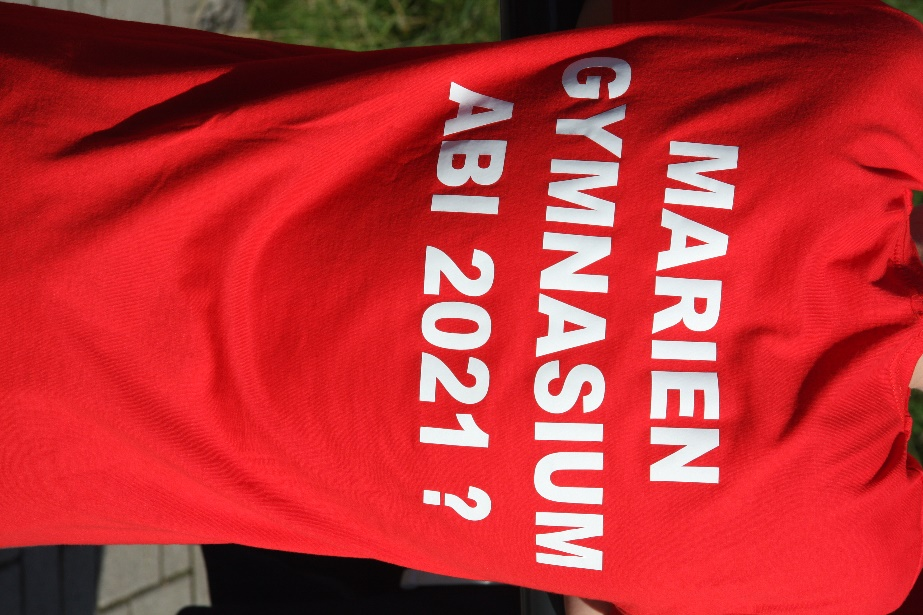 MARIEN
GYMNASIUM
ABI 2021 ?